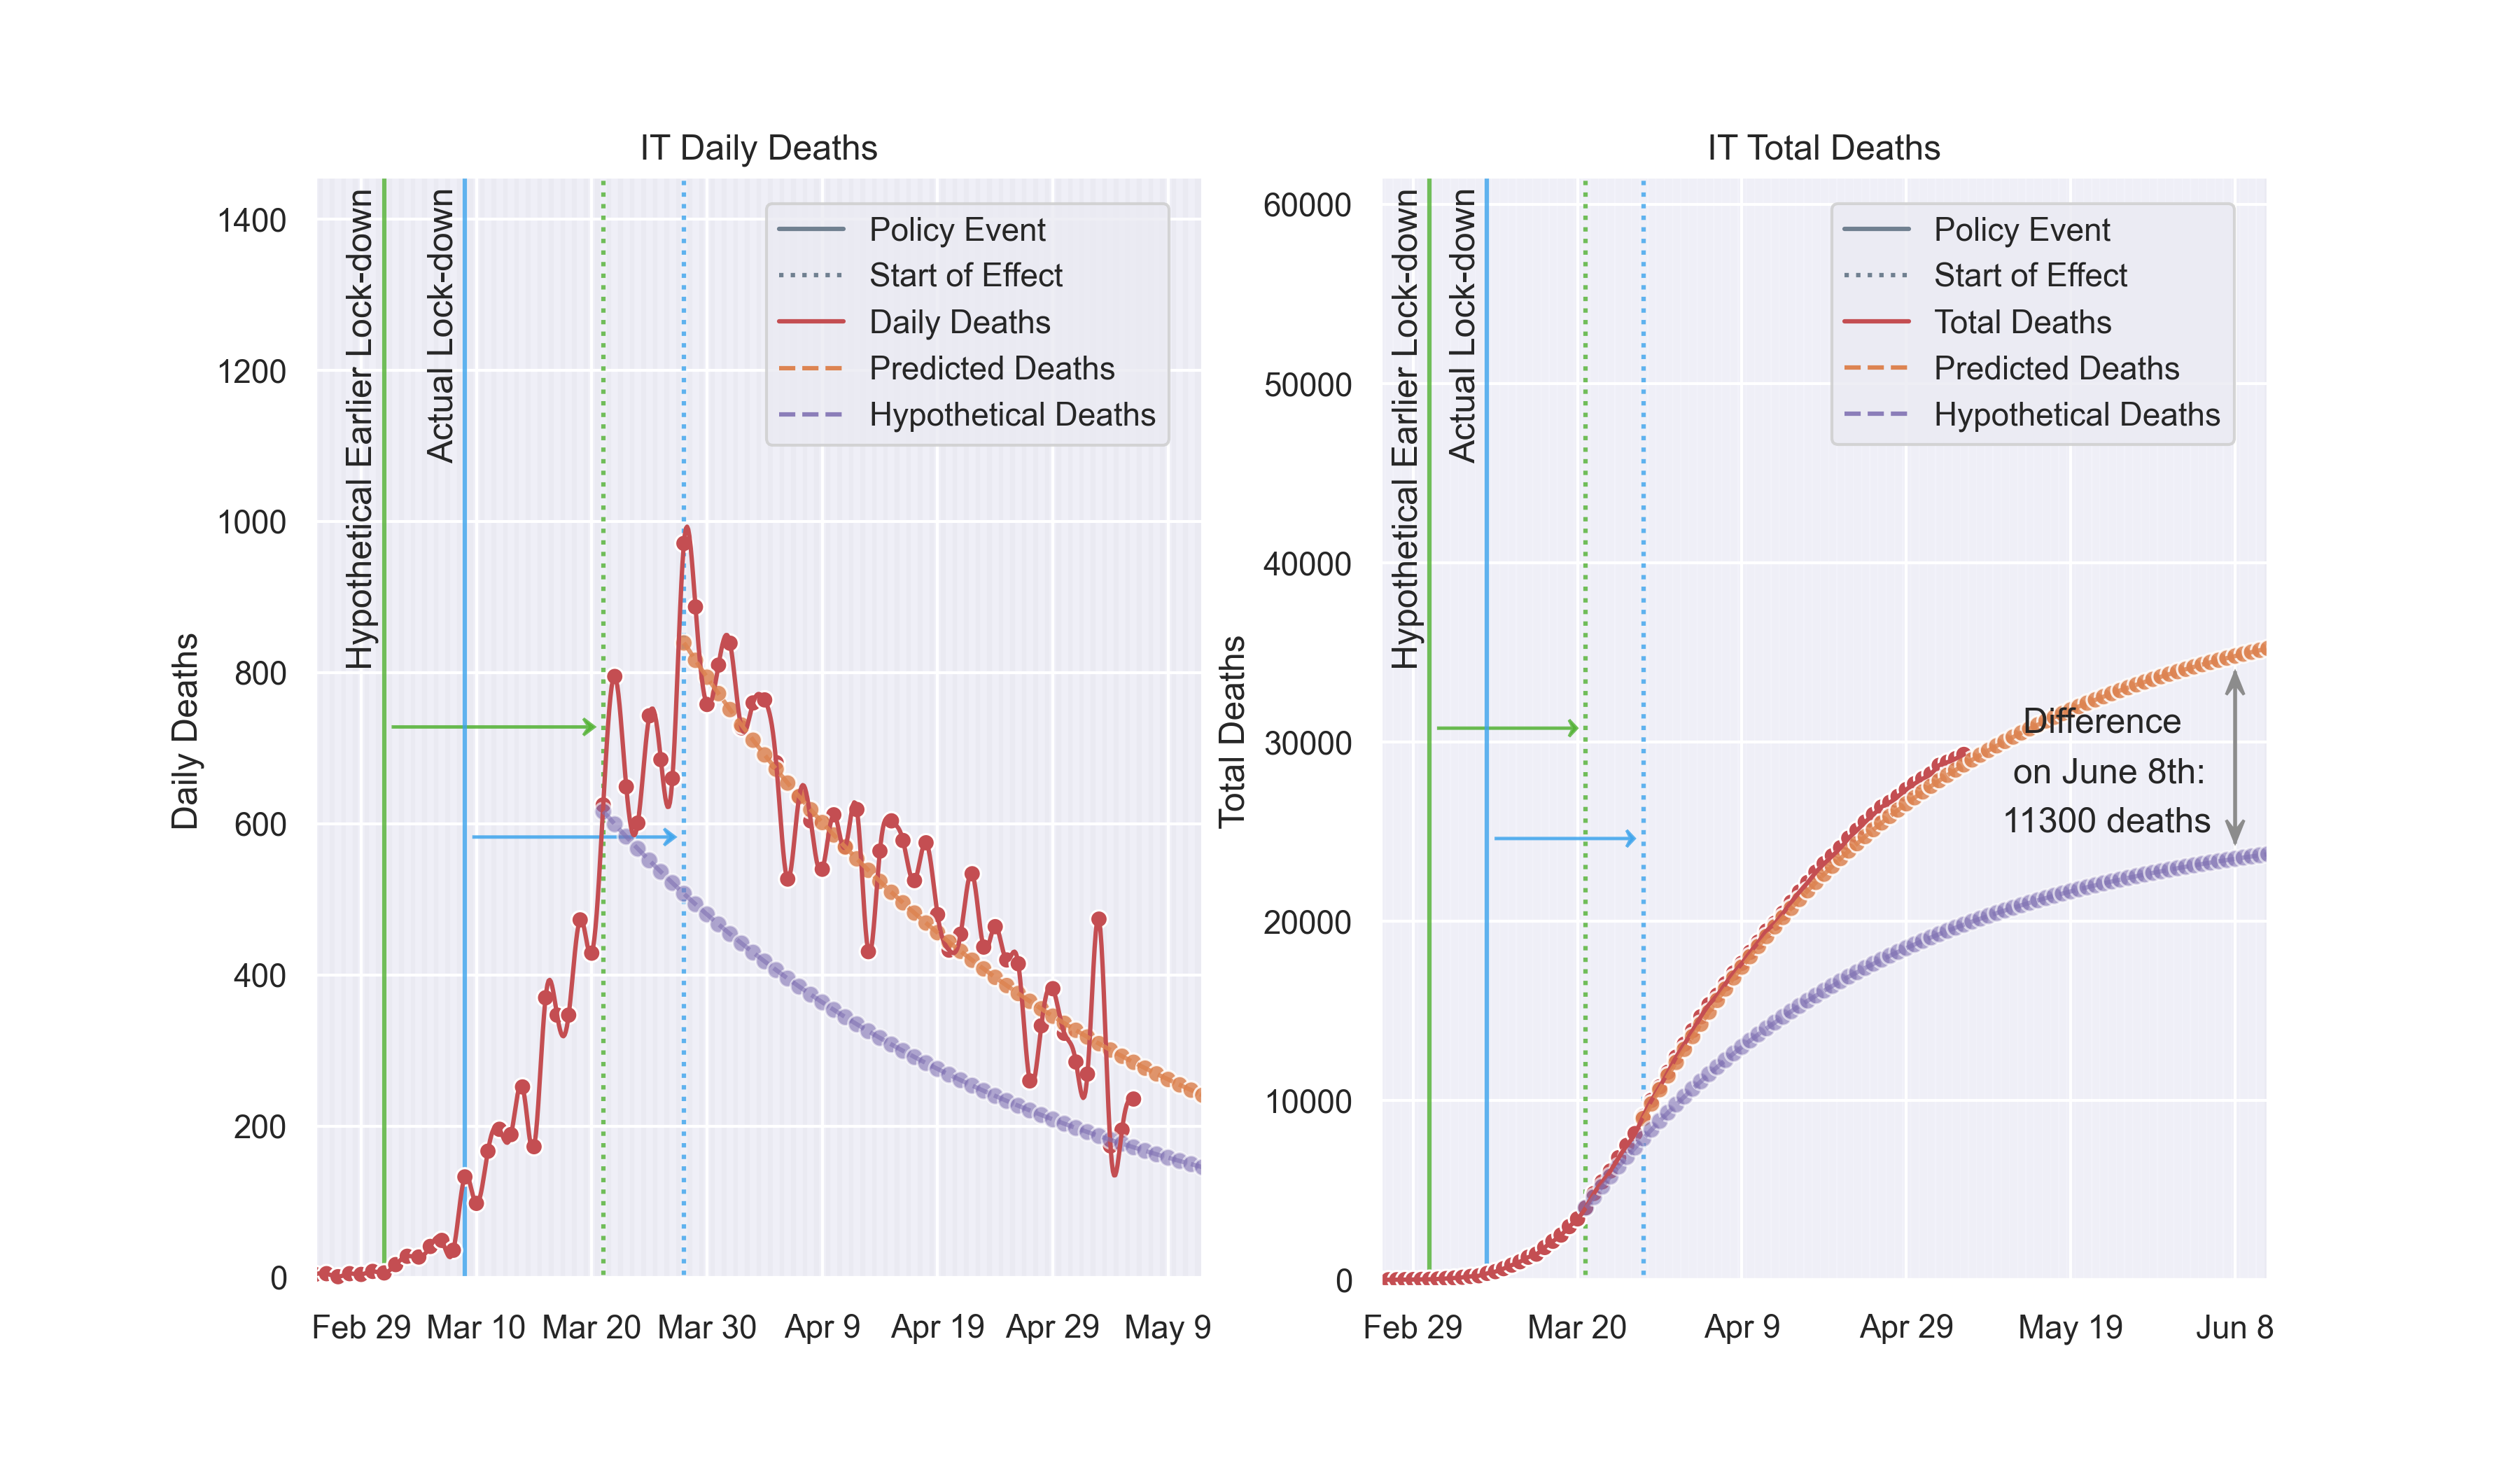 IT Daily Deaths
1400
1200
1000
800
600
400
200
0
Daily Deaths
Hypothetical Earlier Lock-down
Actual Lock-down
Policy Event
Start of Effect
Daily Deaths
Predicted Deaths
Hypothetical Deaths
Feb 29 Mar 10 Mar 20 Mar 30 Apr 9 Apr 19 Apr 29 May 9
IT Total Deaths
60000
50000
40000
30000
20000
10000
0
Total Deaths
Hypothetical Earlier Lock-down
Actual Lock-down
Policy Event
Start of Effect
Total Deaths
Predicted Deaths
Hypothetical Deaths
Difference
on June 8th:
11300 deaths
Feb 29 Mar 20 Apr 9 Apr 29 May 19 Jun 8